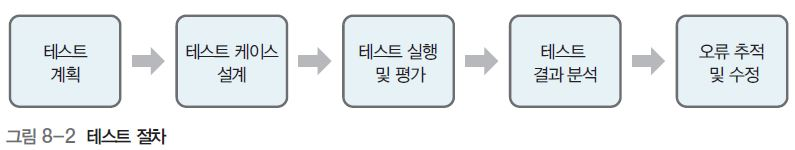 테스트
계획
테스트 케이스
설계
테스트 실행
및 평가
테스트
결과 분석
오류 추적
및 수정
그림 8-2 테스트 절차